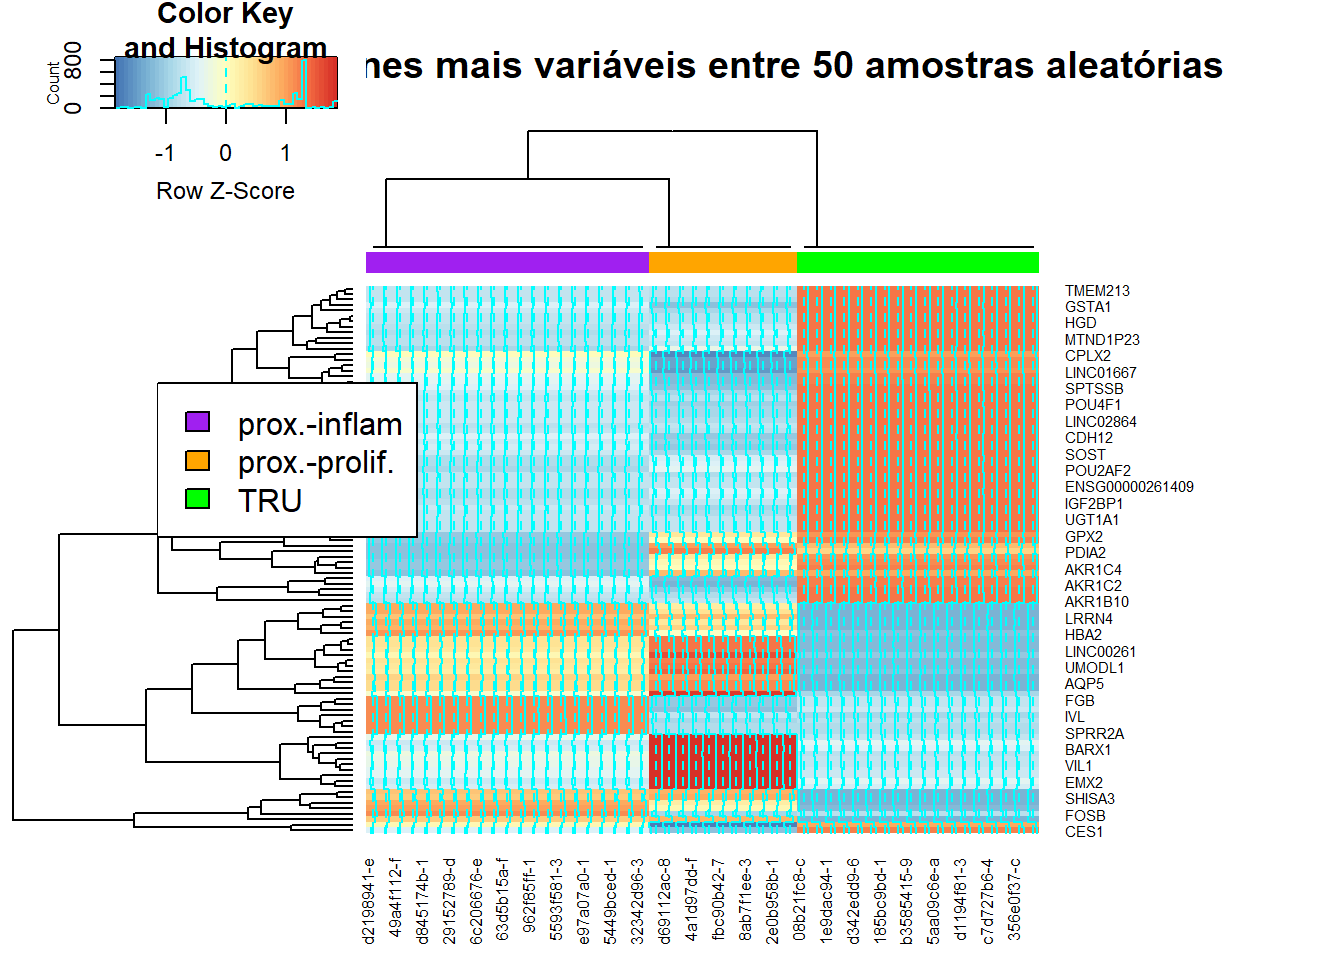 Color Key
and Histogram
nes mais variáveis entre 50 amostras aleatórias
Count
0
800
-1
0
1
Row Z-Score
prox.-inflam
prox.-prolif.
TRU
TMEM213
GSTA1
HGD
MTND1P23
CPLX2
LINC01667
SPTSSB
POU4F1
LINC02864
CDH12
SOST
POU2AF2
ENSG00000261409
IGF2BP1
UGT1A1
GPX2
PDIA2
AKR1C4
AKR1C2
AKR1B10
LRRN4
HBA2
LINC00261
UMODL1
AQP5
FGB
IVL
SPRR2A
BARX1
VIL1
EMX2
SHISA3
FOSB
CES1
d2198941-e
49a4f112-f
d845174b-1
29152789-d
6c206676-e
63d5b15a-f
962f85ff-1
5593f581-3
e97a07a0-1
5449bced-1
32342d96-3
d69112ac-8
4a1d97dd-f
fbc90b42-7
8ab7f1ee-3
2e0b958b-1
08b21fc8-c
1e9dac94-1
d342edd9-6
185bc9bd-1
b3585415-9
5aa09c6e-a
d1194f81-3
c7d727b6-4
356e0f37-c